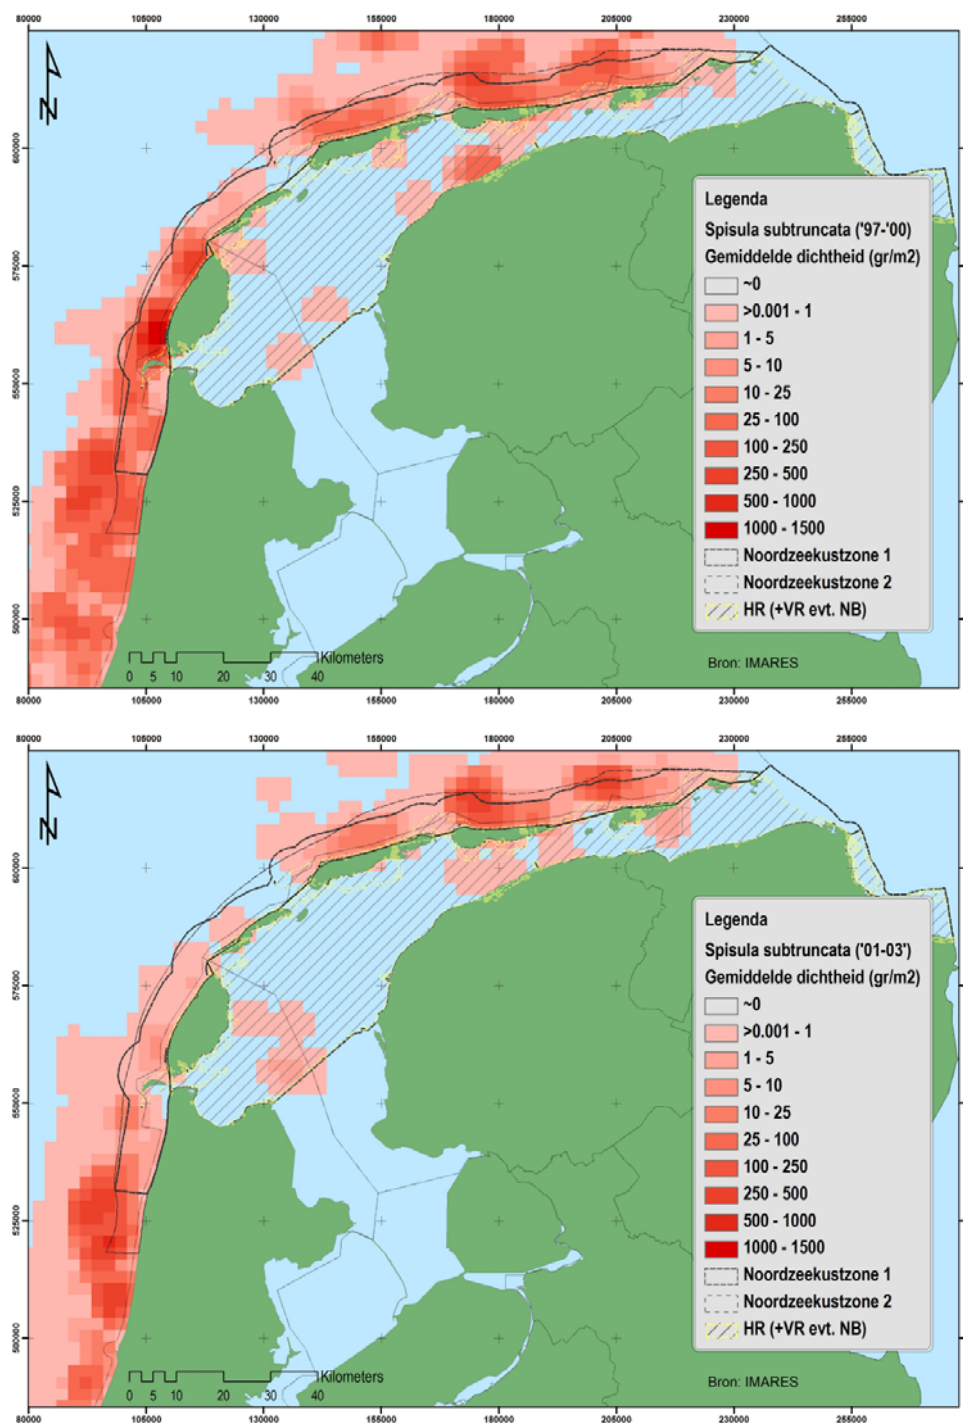 80000 105000 130000 155000 180000 205000 230000 255000
N
600000
575000
550000
525000
500000
Legenda
Spisula subtruncata ('97-'00)
Gemiddelde dichtheid (gr/m2)
~0
>0.001 - 1
1 - 5
5 - 10
10 - 25
25 - 100
100 - 250
250 - 500
500 - 1000
1000 - 1500
Noordzeekustzone 1
Noordzeekustzone 2
HR (+VR evt. NB)
Kilometers
0 5 10 20 30 40
Bron: IMARES
80000 105000 130000 155000 180000 205000 230000 255000
80000 105000 130000 155000 180000 205000 230000 255000
N
600000
575000
550000
525000
500000
Legenda
Spisula subtruncata ('01-03')
Gemiddelde dichtheid (gr/m2)
~0
>0.001 - 1
1 - 5
5 - 10
10 - 25
25 - 100
100 - 250
250 - 500
500 - 1000
1000 - 1500
Noordzeekustzone 1
Noordzeekustzone 2
HR (+VR evt. NB)
Kilometers
0 5 10 20 30 40
Bron: IMARES
80000 105000 130000 155000 180000 205000 230000 255000